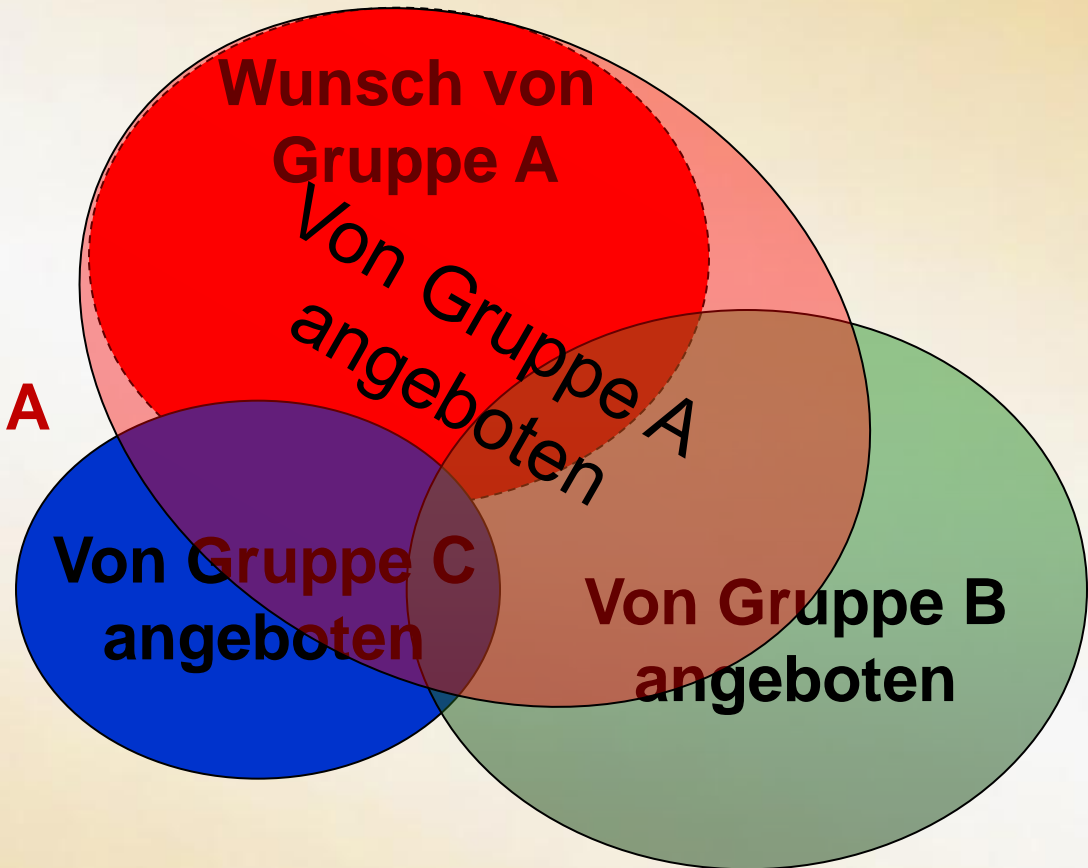 Wunsch von
Gruppe A
Von Gruppe A
angeboten
A
Von Gruppe C
angeboten
Von Gruppe B
angeboten